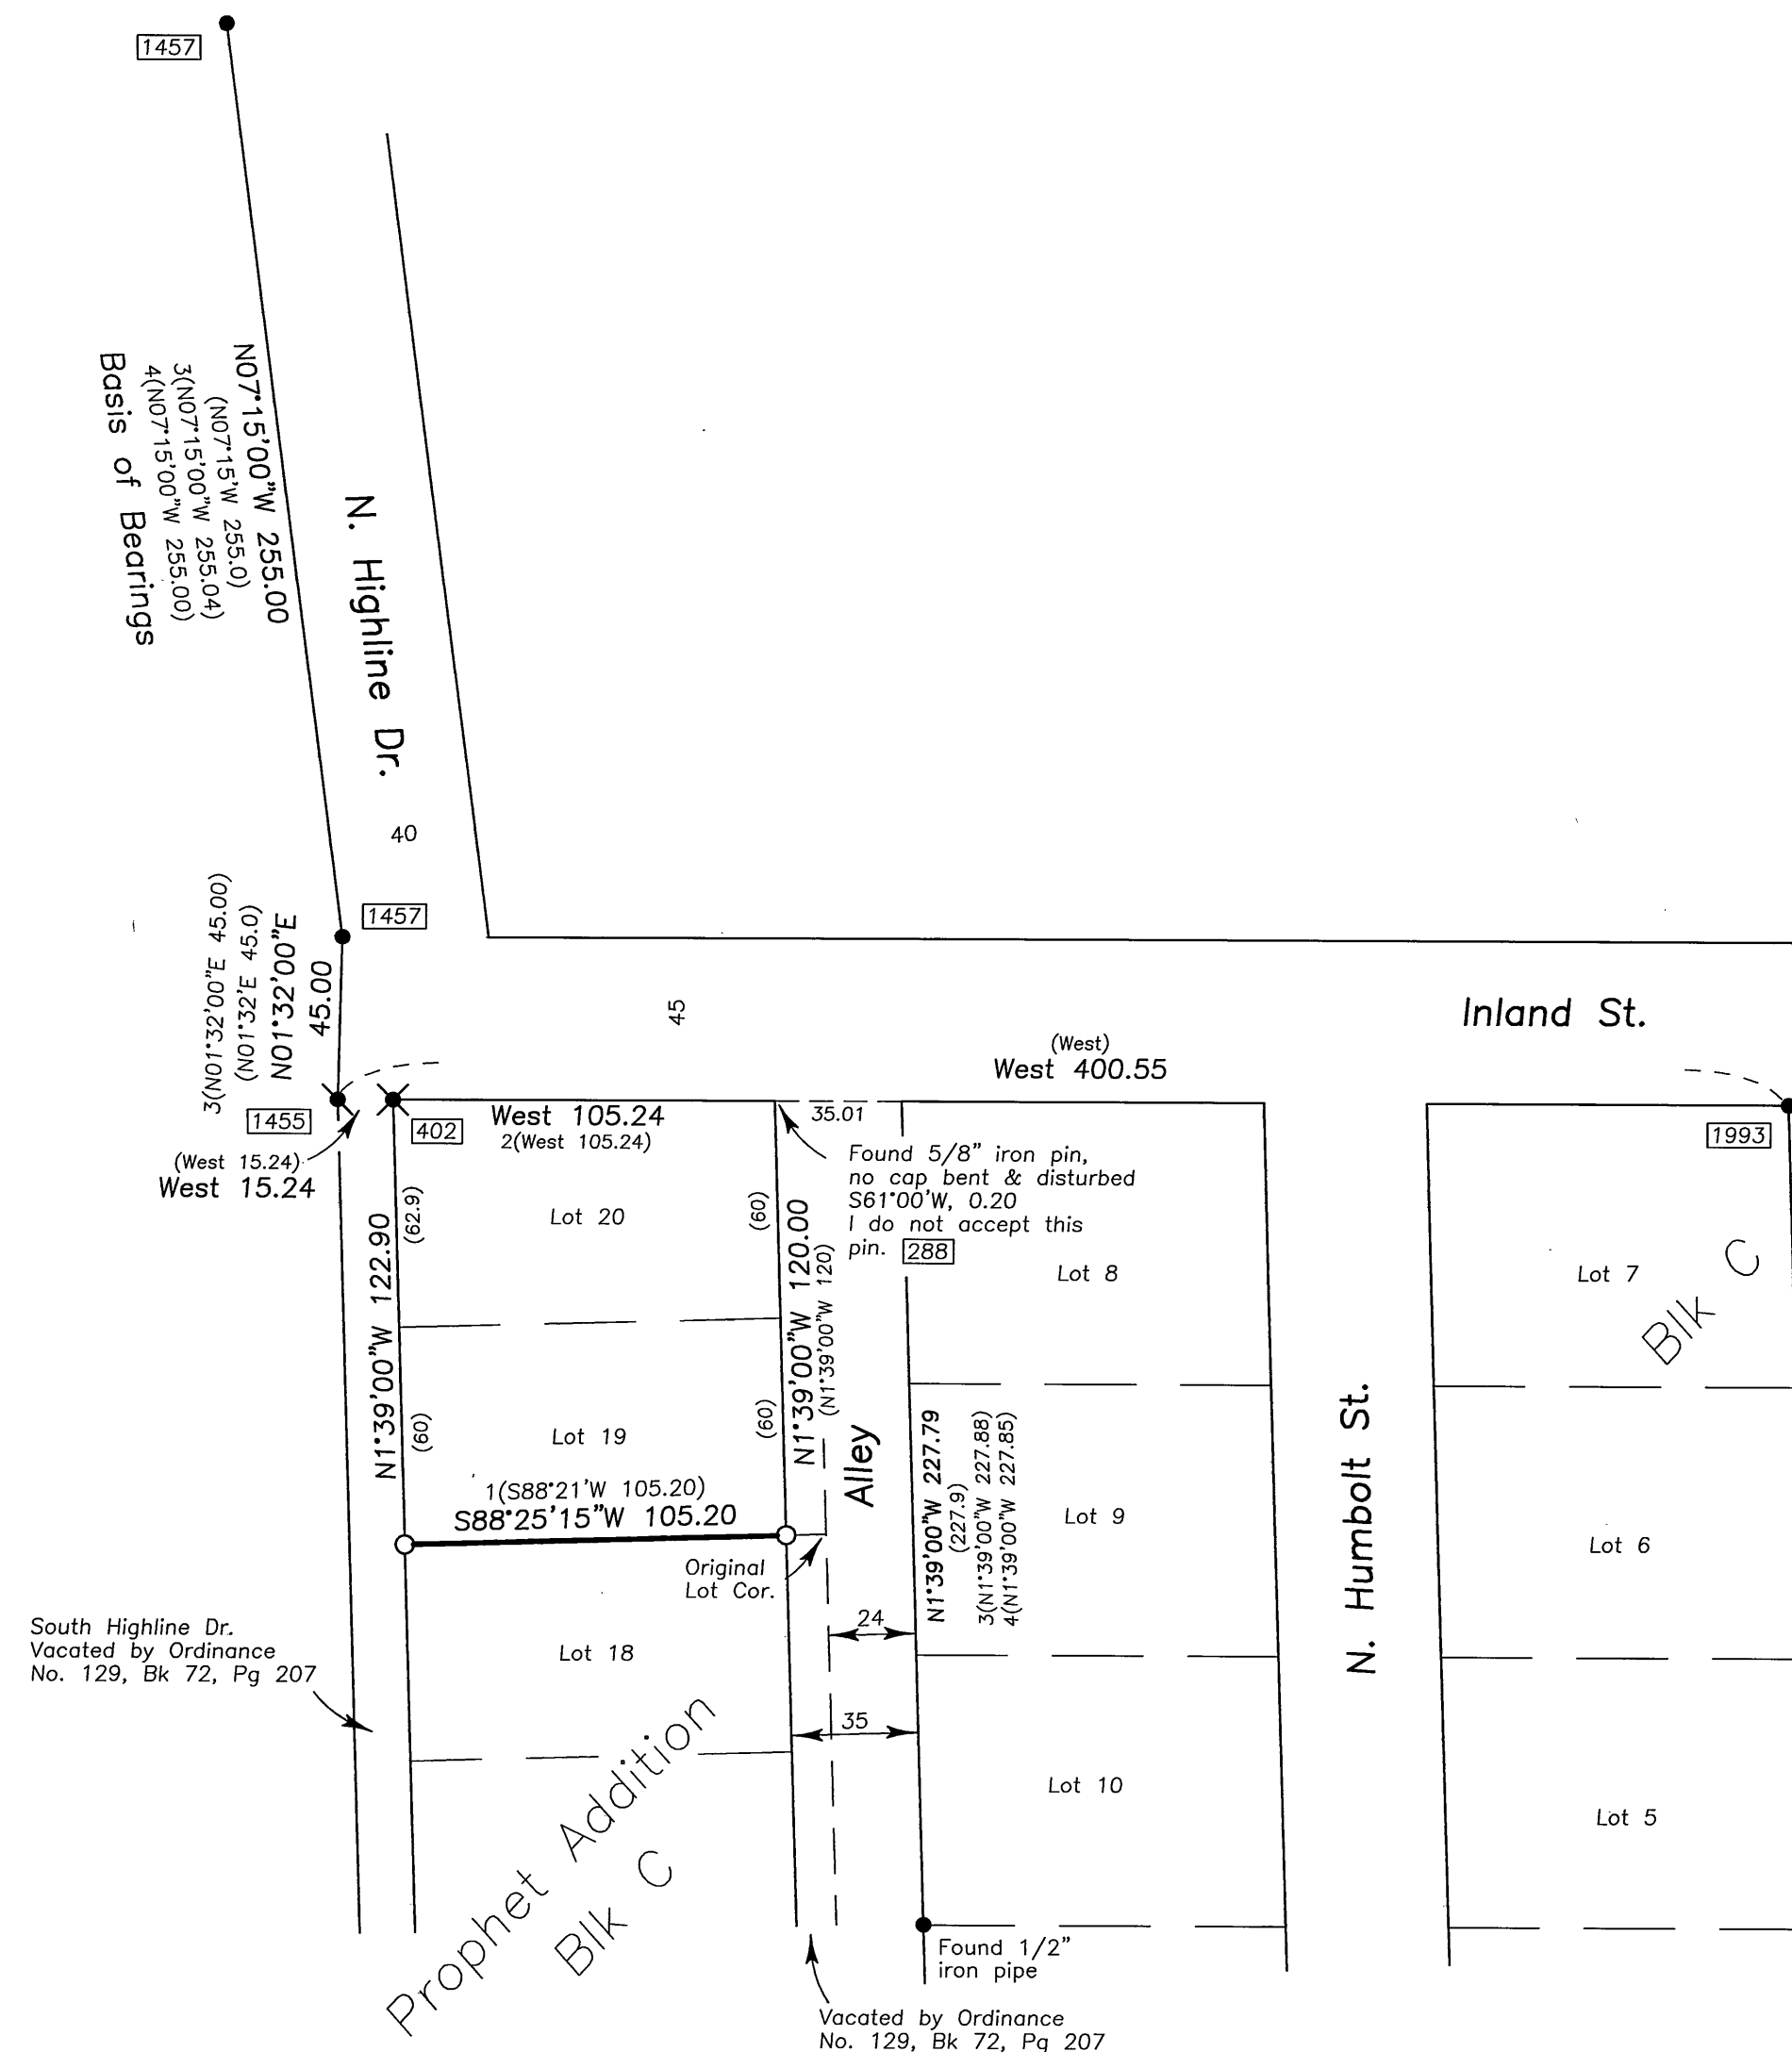 1457
N07°15'00"W 255.00
(N07°15'W 255.0)
3(N07°15'00"W 255.04)
4(N07°15'00"W 255.00)
Basis of Bearings
N. Highline Dr.
40
1457
3(N01°32'00"E 45.00)
(N01°32'E 45.0)
N01°32'00"E
45.00
45
Inland St.
(West)
West 400.55
1455
402
West 105.24
2(West 105.24)
35.01
1993
(West 15.24)
West 15.24
Found 5/8" iron pin,
no cap bent & disturbed
S61°00'W, 0.20
I do not accept this
pin. 288
N1°39'00"W 122.90
(62.9)
Lot 20
(60)
N1°39'00"W 120.00
(N1°39'00"W 120)
Lot 8
Lot 7
Blk C
(60)
Lot 19
(60)
1(S88°21'W 105.20)
S88°25'15"W 105.20
Alley
N1°39'00"W 227.79
(227.9)
3(N1°39'00"W 227.88)
4(N1°39'00"W 227.85)
Lot 9
N. Humbolt St.
Lot 6
Original
Lot Cor.
South Highline Dr.
Vacated by Ordinance
No. 129, Bk 72, Pg 207
Lot 18
24
35
Prophet Addition
Blk C
Lot 10
Lot 5
Found 1/2"
iron pipe
Vacated by Ordinance
No. 129, Bk 72, Pg 207